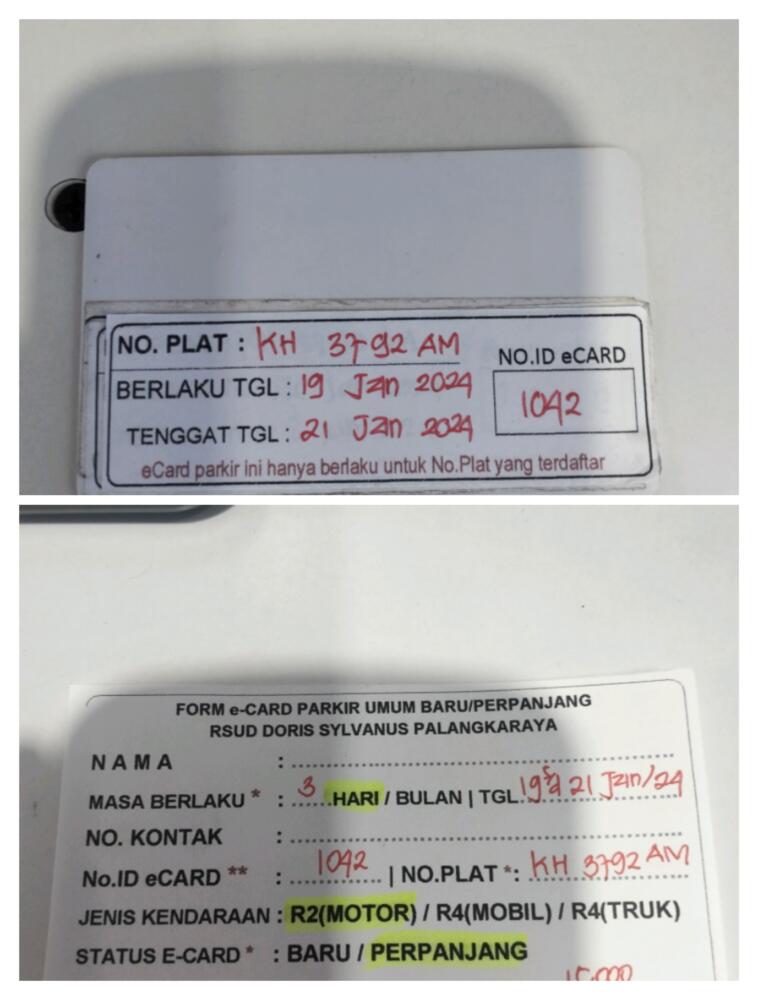 NO. PLAT : KH 3792 AM
NO.ID eCARD
BERLAKU TGL : 19 Jan 2024
1042
TENGGAT TGL : 21 Jan 2024
eCard parkir ini hanya berlaku untuk No.Plat yang terdaftar
FORM e-CARD PARKIR UMUM BARU/PERPANJANG
RSUD DORIS SYLVANUS PALANGKARAYA
NAMA :
MASA BERLAKU * : 3 HARI / BULAN | TGL. 19 s/d 21 Jan/24
NO. KONTAK :
No.ID eCARD ** : 1042 | NO.PLAT *: KH 3792 AM
JENIS KENDARAAN : R2(MOTOR) / R4(MOBIL) / R4(TRUK)
STATUS E-CARD * : BARU / PERPANJANG
15.000